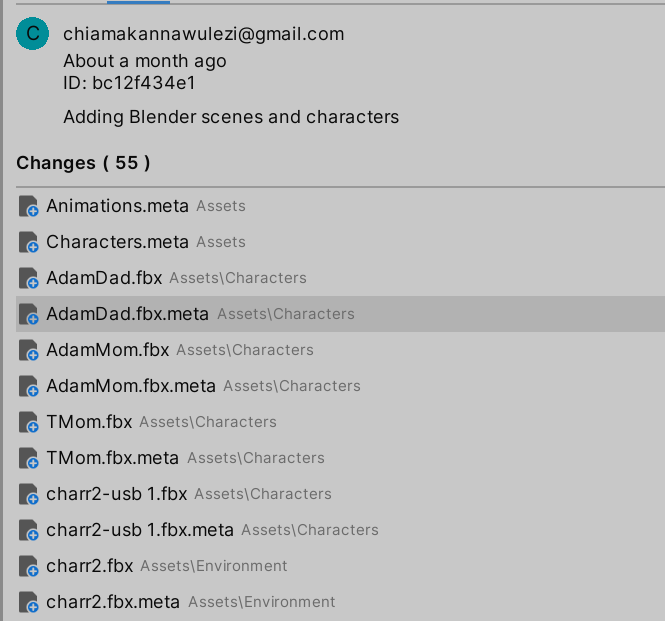 C chiamakannawulezi@gmail.com
About a month ago
ID: bc12f434e1
Adding Blender scenes and characters
Changes ( 55 )
Animations.meta Assets
Characters.meta Assets
AdamDad.fbx Assets\Characters
AdamDad.fbx.meta Assets\Characters
AdamMom.fbx Assets\Characters
AdamMom.fbx.meta Assets\Characters
TMom.fbx Assets\Characters
TMom.fbx.meta Assets\Characters
charr2-usb 1.fbx Assets\Characters
charr2-usb 1.fbx.meta Assets\Characters
charr2.fbx Assets\Environment
charr2.fbx.meta Assets\Environment